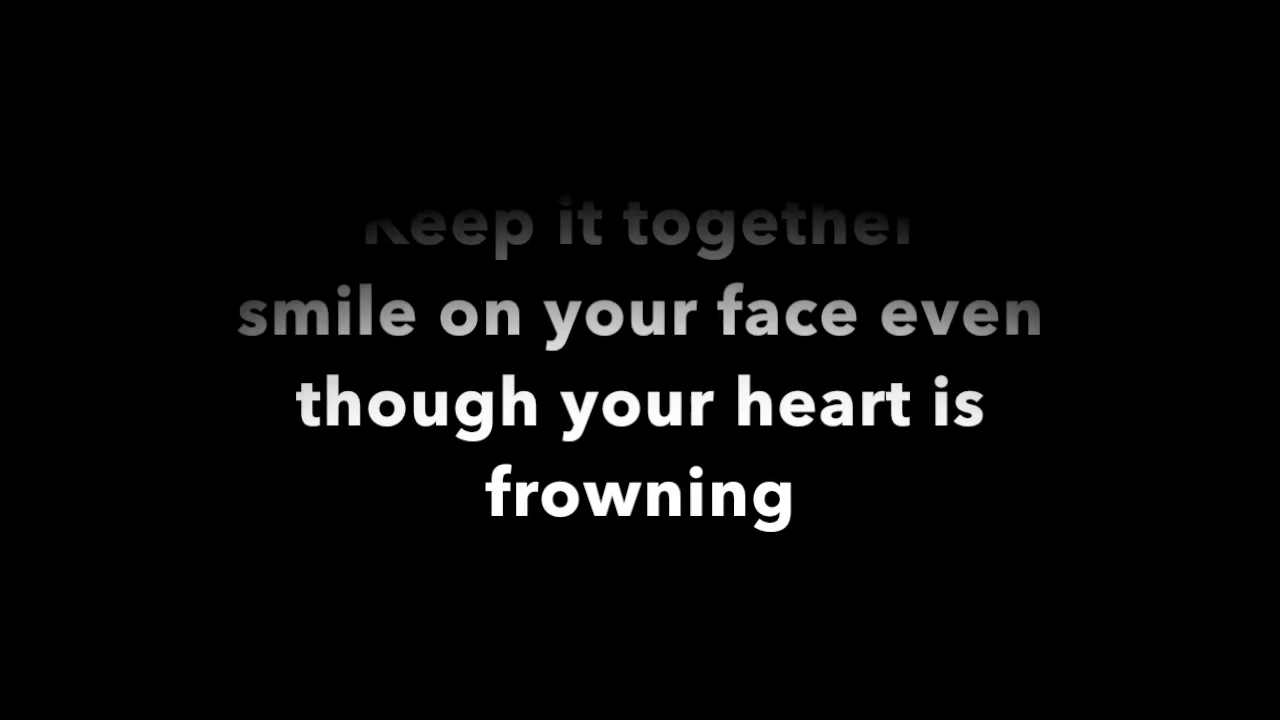 Keep it together
smile on your face even
though your heart is
frowning